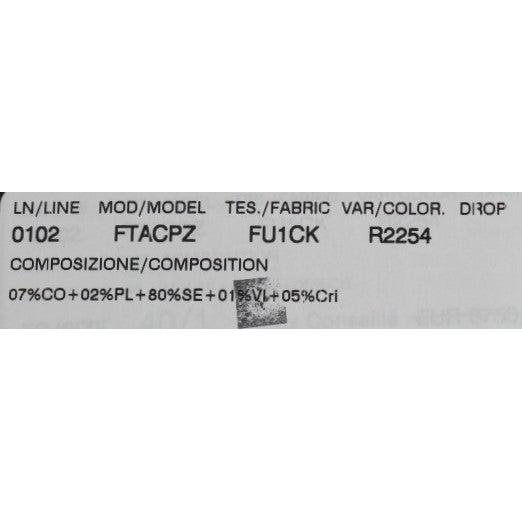 LN/LINE MOD/MODEL TES./FABRIC VAR/COLOR. DROP
0102 FTACPZ FU1CK R2254
COMPOSIZIONE/COMPOSITION
07%CO+02%PL+80%SE+01%VI+05%Cri